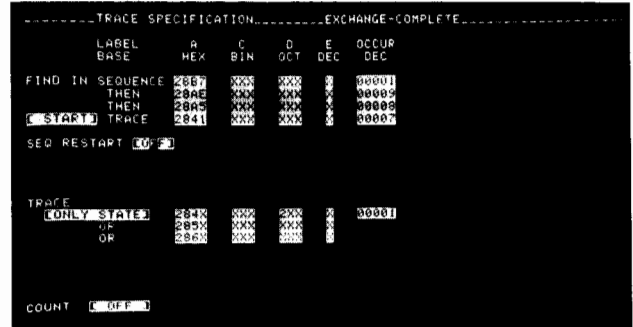 TRACE SPECIFICATION EXCHANGE-COMPLETE
LABEL A C D E OCCUR
BASE HEX BIN OCT DEC DEC
FIND IN SEQUENCE 28B7 XXX XXX X 00001
THEN 28AE XXX XXX X 00009
THEN 28A5 XXX XXX X 00008
[ START] TRACE 2841 XXX XXX X 00007
SEQ RESTART [OFF]
TRACE
[ONLY STATE] 284X XXX 2XX X 00001
OR 285X XXX XXX X
OR 286X XXX XXX X
COUNT [ OFF ]